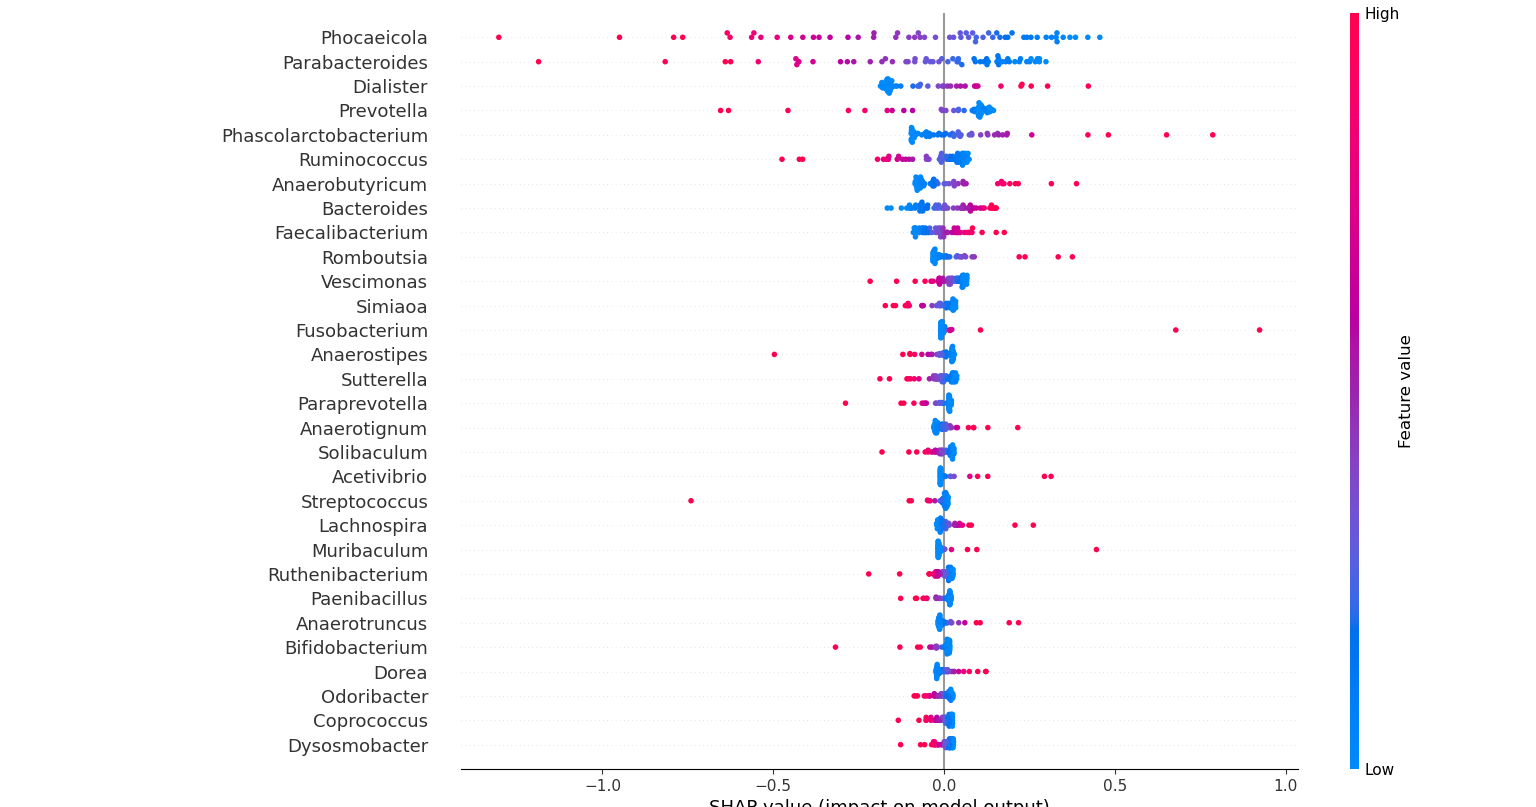 High
Phocaeicola
Parabacteroides
Dialister
Prevotella
Phascolarctobacterium
Ruminococcus
Anaerobutyricum
Bacteroides
Faecalibacterium
Romboutsia
Vescimonas
Simiaoa
Fusobacterium
Anaerostipes
Sutterella
Paraprevotella
Anaerotignum
Solibaculum
Acetivibrio
Streptococcus
Lachnospira
Muribaculum
Ruthenibacterium
Paenibacillus
Anaerotruncus
Bifidobacterium
Dorea
Odoribacter
Coprococcus
Dysosmobacter
Feature value
Low
−1.0 −0.5 0.0 0.5 1.0
SHAP value (impact on model output)